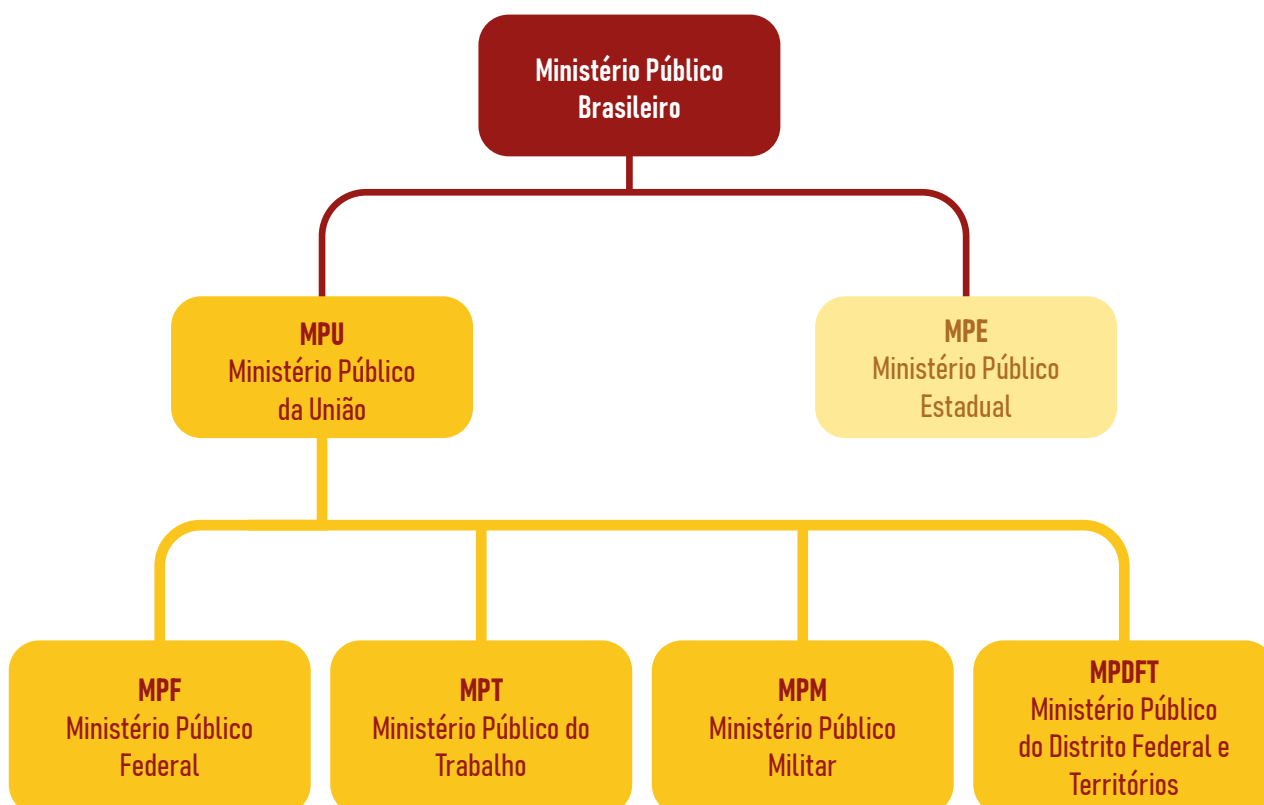 Ministério Público
Brasileiro
MPU
Ministério Público
da União
MPE
Ministério Público
Estadual
MPF
Ministério Público
Federal
MPT
Ministério Público do
Trabalho
MPM
Ministério Público
Militar
MPDFT
Ministério Público
do Distrito Federal e
Territórios